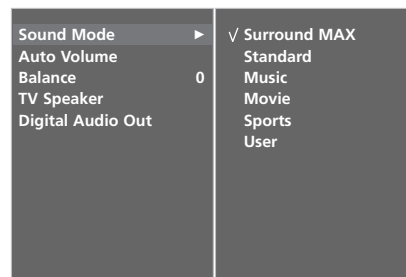 Sound Mode ►
Auto Volume
Balance 0
TV Speaker
Digital Audio Out
√ Surround MAX
Standard
Music
Movie
Sports
User